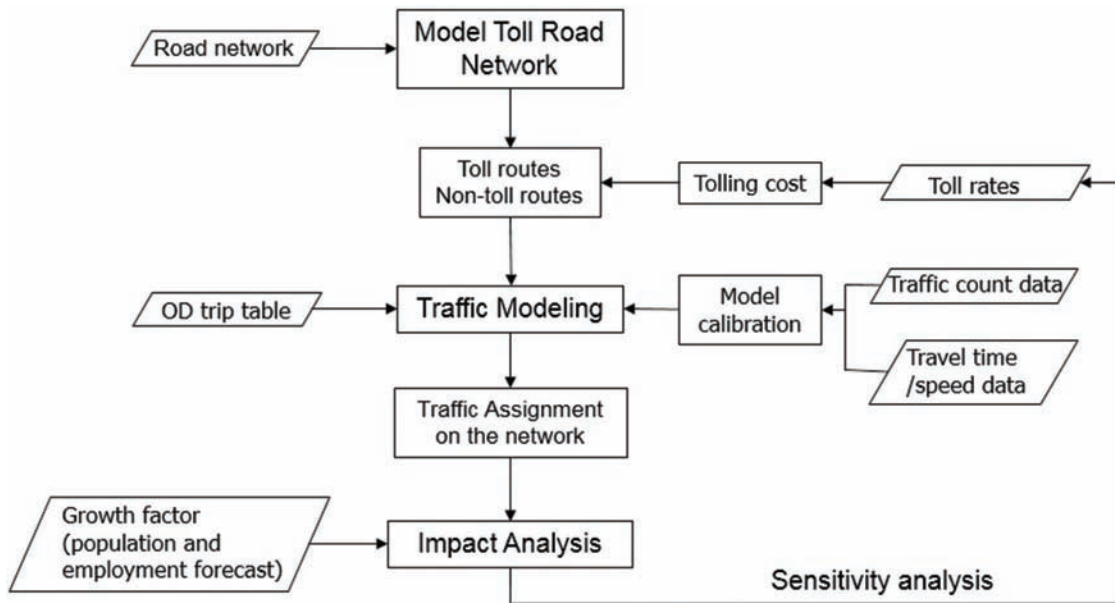 Road network
Model Toll Road
Network
Toll routes
Non-toll routes
Tolling cost
Toll rates
OD trip table
Traffic Modeling
Model
calibration
Traffic count data
Travel time
/speed data
Traffic Assignment
on the network
Growth factor
(population and
employment forecast)
Impact Analysis
Sensitivity analysis